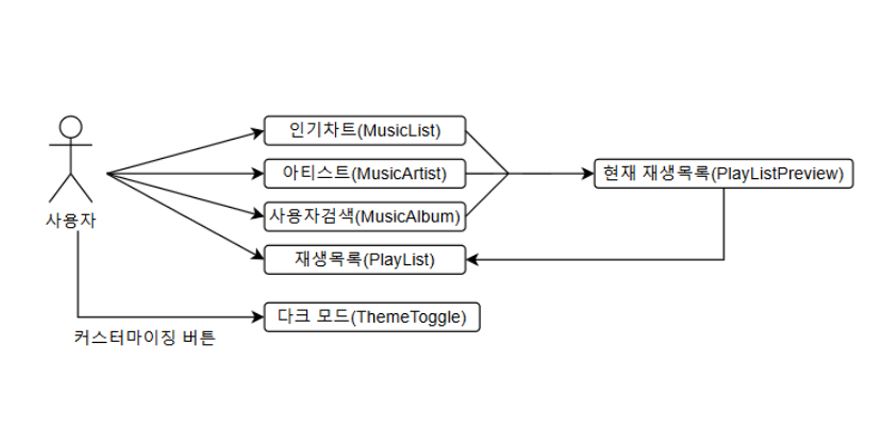 인기차트(MusicList)
아티스트(MusicArtist)
현재 재생목록(PlayListPreview)
사용자
사용자검색(MusicAlbum)
재생목록(PlayList)
다크 모드(ThemeToggle)
커스터마이징 버튼